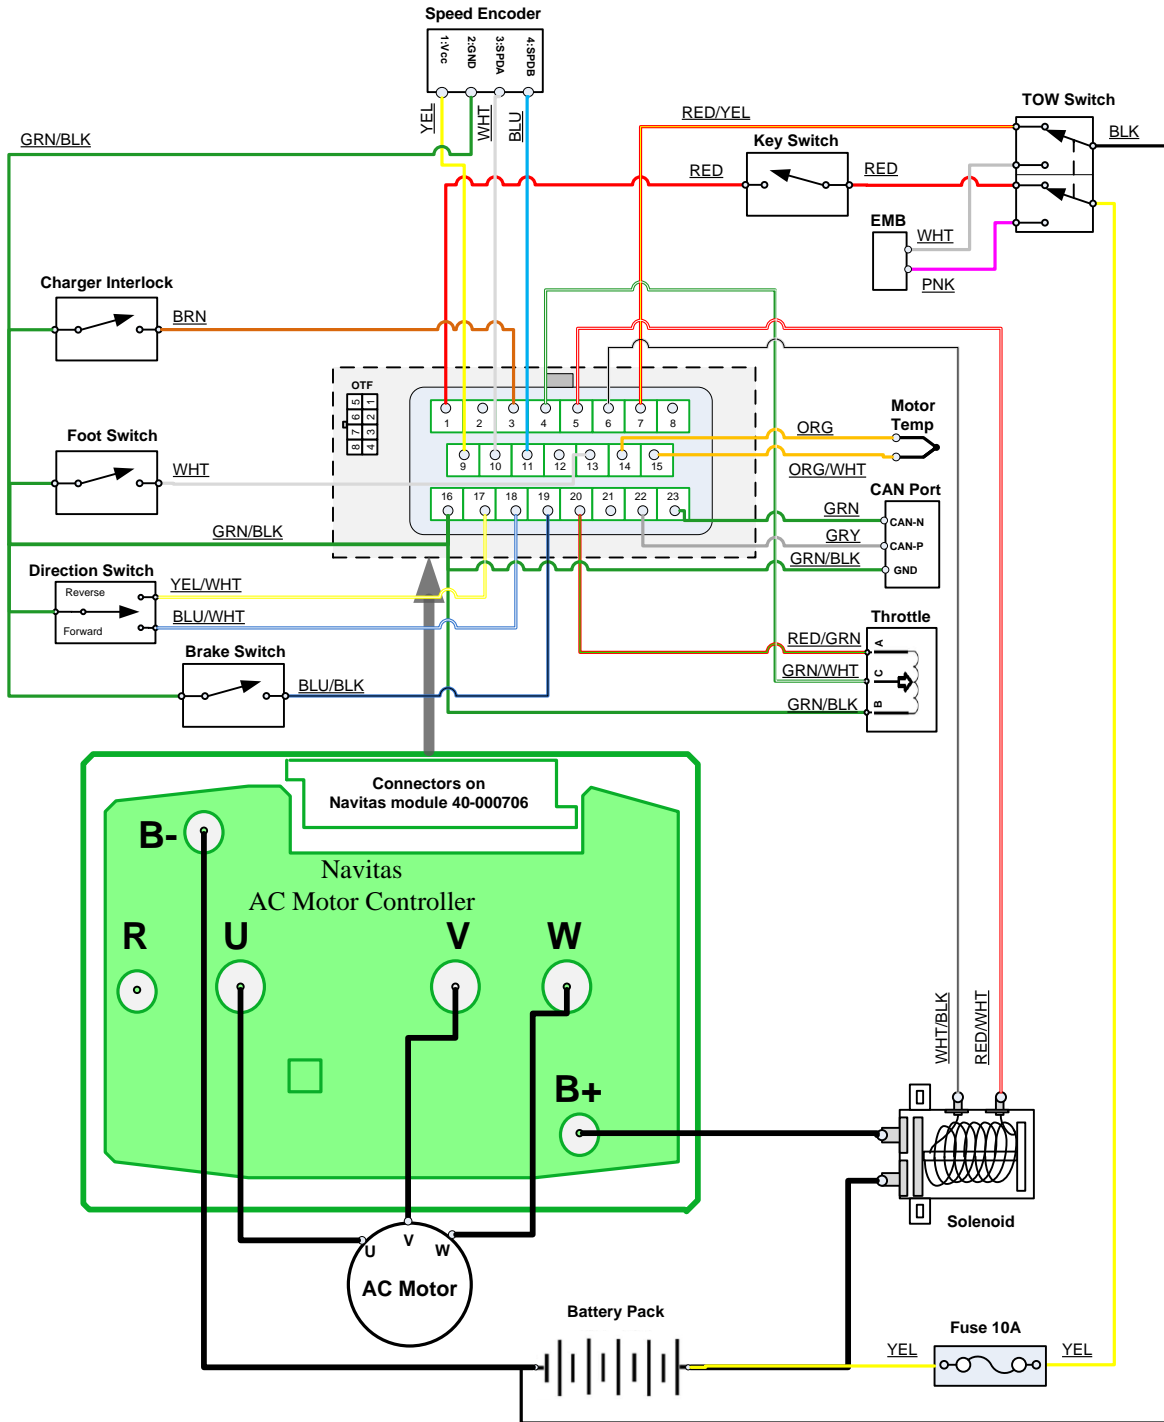 Speed Encoder
1:Vcc
2:GND
3:SPDA
4:SPDB
YEL
WHT
BLU
GRN/BLK
RED/YEL
TOW Switch
BLK
Key Switch
RED
RED
EMB
WHT
PNK
Charger Interlock
BRN
OTF
5 1
6 2
7 3
8 4
1 2 3 4 5 6 7 8
9 10 11 12 13 14 15
16 17 18 19 20 21 22 23
Motor
Temp
ORG
ORG/WHT
Foot Switch
WHT
CAN Port
GRN
CAN-N
GRY
CAN-P
GRN/BLK
GND
GRN/BLK
Direction Switch
Reverse
Forward
YEL/WHT
BLU/WHT
Throttle
RED/GRN
A
GRN/WHT
C
GRN/BLK
B
Brake Switch
BLU/BLK
Connectors on
Navitas module 40-000706
B-
Navitas
AC Motor Controller
R
U
V
W
B+
WHT/BLK
RED/WHT
Solenoid
U
V
W
AC Motor
Battery Pack
Fuse 10A
YEL
YEL